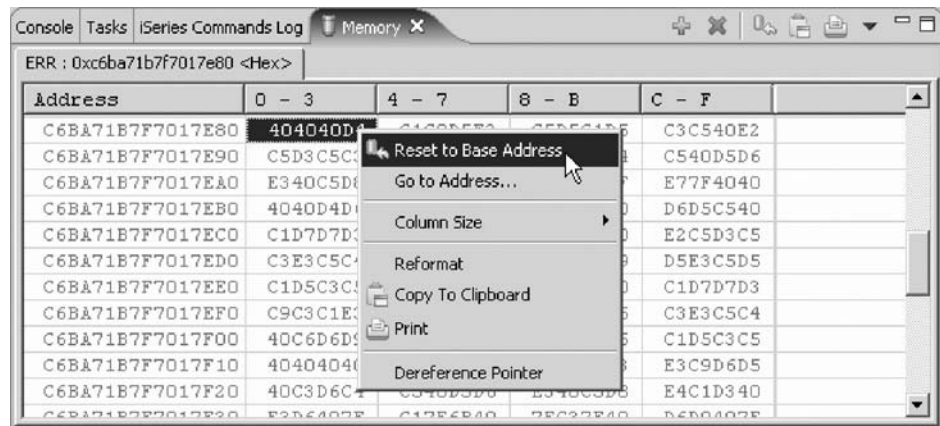 Console Tasks iSeries Commands Log Memory
ERR : 0xc6ba71b7f7017e80 <Hex>
Address 0 - 3 4 - 7 8 - B C - F
C6BA71B7F7017E80 404040D4 C3C540E2
C6BA71B7F7017E90 C540D5D6
C6BA71B7F7017EA0 E77F4040
C6BA71B7F7017EB0 D6D5C540
C6BA71B7F7017EC0 E2C5D3C5
C6BA71B7F7017ED0 D5E3C5D5
C6BA71B7F7017EE0 C1D7D7D3
C6BA71B7F7017EF0 C3E3C5C4
C6BA71B7F7017F00 C1D5C3C5
C6BA71B7F7017F10 E3C9D6D5
C6BA71B7F7017F20 E4C1D340
Reset to Base Address
Go to Address...
Column Size
Reformat
Copy To Clipboard
Print
Dereference Pointer